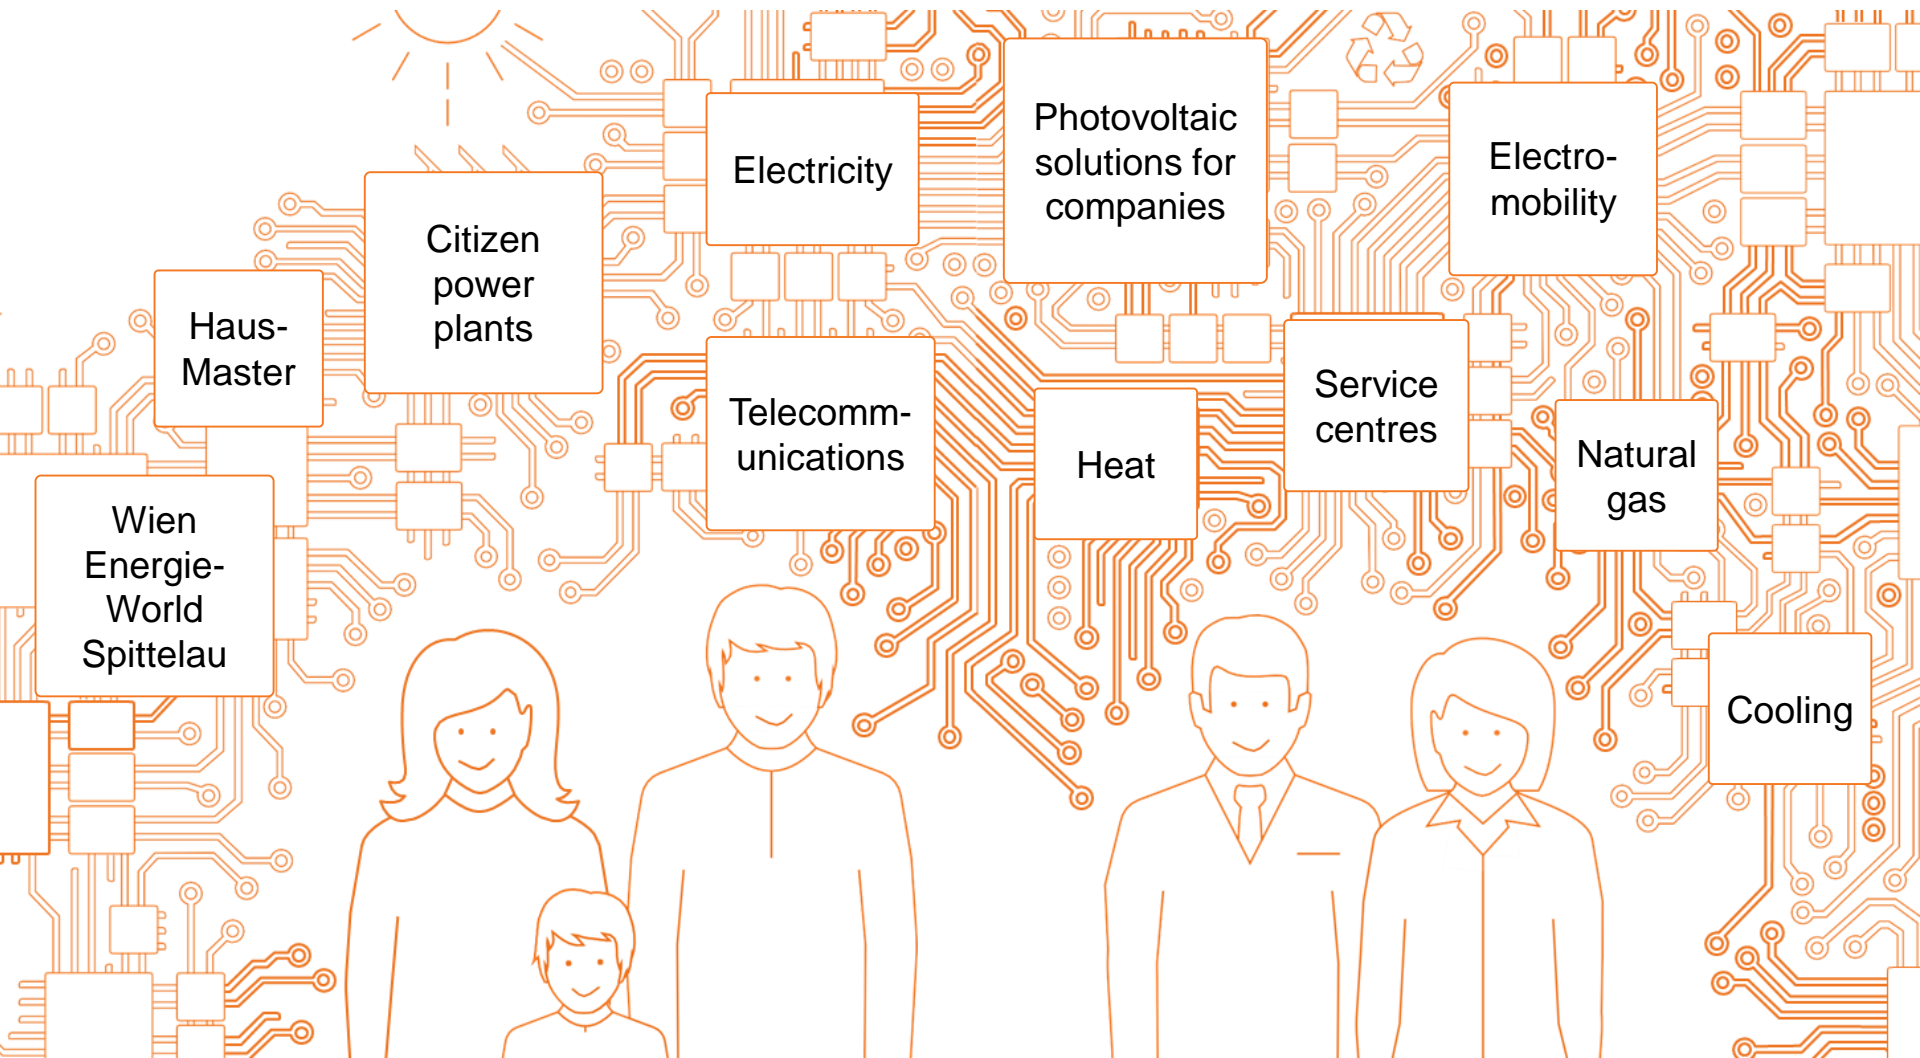 Photovoltaic
solutions for
companies
Electricity
Electro-
mobility
Citizen
power
plants
Haus-
Master
Telecomm-
unications
Service
centres
Heat
Natural
gas
Wien
Energie-
World
Spittelau
Cooling